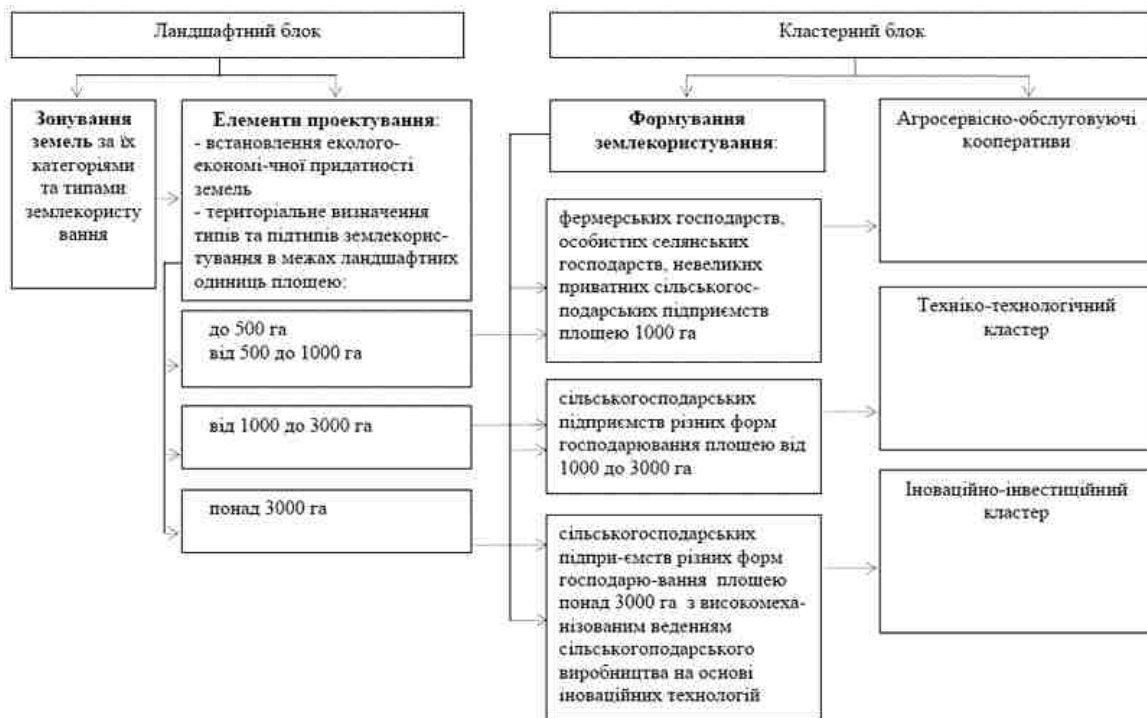 Ландшафтний блок
Кластерний блок
Зонування
земель за їх
категоріями
та типами
землекористу
вання
Елементи проектування:
- встановлення еколого-
економі-чної придатності
земель
- територіальне визначення
типів та підтипів землекорис-
тування в межах ландшафтних
одиниць площею:
до 500 га
від 500 до 1000 га
від 1000 до 3000 га
понад 3000 га
Формування
землекористування:
фермерських господарств,
особистих селянських
господарств, невеликих
приватних сільськогос-
подарських підприємств
площею 1000 га
сільськогосподарських
підприємств різних форм
господарювання площею від
1000 до 3000 га
сільськогосподарських
підпри-ємств різних форм
господарю-вання площею
понад 3000 га з високомеха-
нізованим веденням
сільськогоподарського
виробництва на основі
іноваційних технологій
Агросервісно-обслуговуючі
кооперативи
Техніко-технологічний
кластер
Іноваційно-інвестиційний
кластер